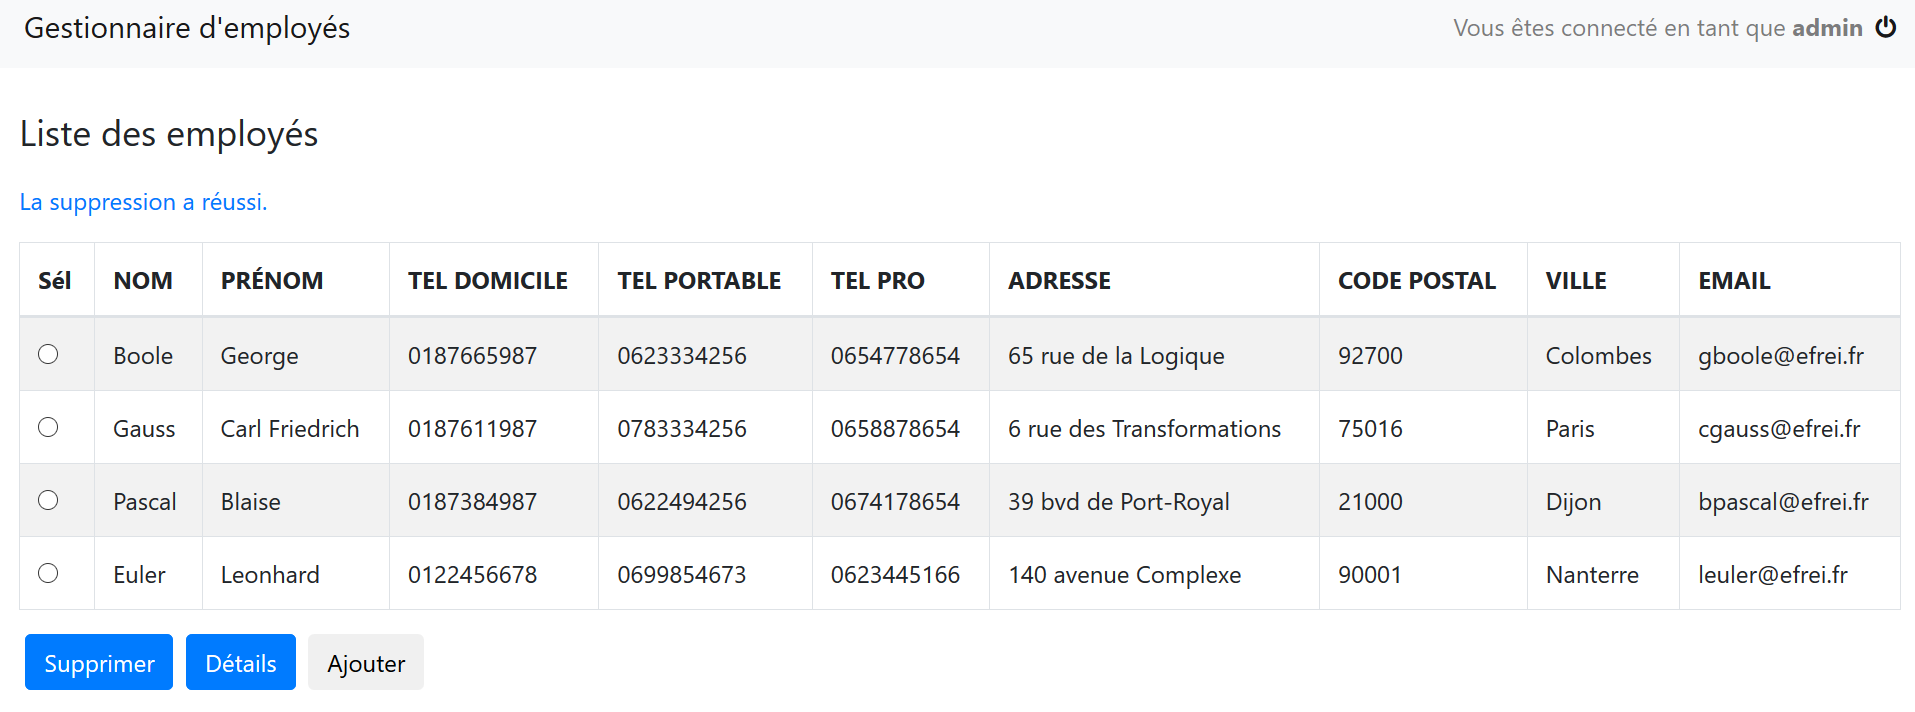 Gestionnaire d'employés Vous êtes connecté en tant que admin
Liste des employés
La suppression a réussi.
Sél NOM PRÉNOM TEL DOMICILE TEL PORTABLE TEL PRO ADRESSE CODE POSTAL VILLE EMAIL
Boole George 0187665987 0623334256 0654778654 65 rue de la Logique 92700 Colombes gboole@efrei.fr
Gauss Carl Friedrich 0187611987 0783334256 0658878654 6 rue des Transformations 75016 Paris cgauss@efrei.fr
Pascal Blaise 0187384987 0622494256 0674178654 39 bvd de Port-Royal 21000 Dijon bpascal@efrei.fr
Euler Leonhard 0122456678 0699854673 0623445166 140 avenue Complexe 90001 Nanterre leuler@efrei.fr
Supprimer Détails Ajouter